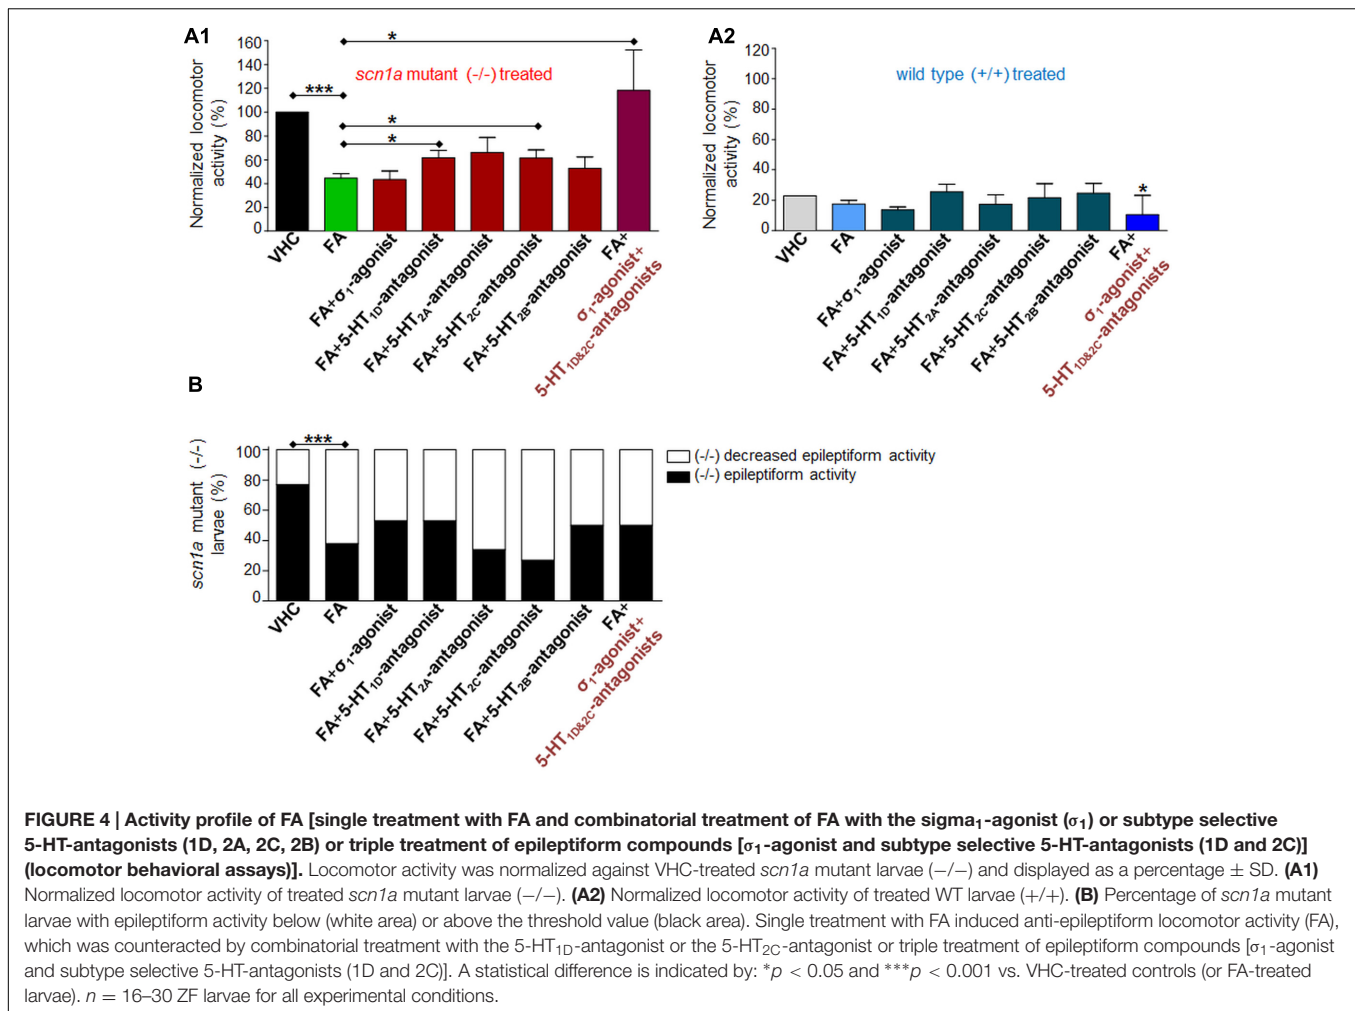 A1
Normalized locomotor
activity (%)
160
140
120
100
80
60
40
20
0
scn1a mutant (-/-) treated
***
*
*
*
VHC
FA
FA+σ1-agonist
FA+5-HT1D-antagonist
FA+5-HT2A-antagonist
FA+5-HT2C-antagonist
FA+5-HT2B-antagonist
FA+
σ1-agonist+
5-HT1D&2C-antagonists
A2
Normalized locomotor
activity (%)
120
100
80
60
40
20
0
wild type (+/+) treated
*
VHC
FA
FA+σ1-agonist
FA+5-HT1D-antagonist
FA+5-HT2A-antagonist
FA+5-HT2C-antagonist
FA+5-HT2B-antagonist
FA+
σ1-agonist+
5-HT1D&2C-antagonists
B
scn1a mutant (-/-)
larvae (%)
100
80
60
40
20
0
***
(-/-) decreased epileptiform activity
(-/-) epileptiform activity
VHC
FA
FA+σ1-agonist
FA+5-HT1D-antagonist
FA+5-HT2A-antagonist
FA+5-HT2C-antagonist
FA+5-HT2B-antagonist
FA+
σ1-agonist+
5-HT1D&2C-antagonists
FIGURE 4 | Activity profile of FA [single treatment with FA and combinatorial treatment of FA with the sigma1-agonist (σ1) or subtype selective
5-HT-antagonists (1D, 2A, 2C, 2B) or triple treatment of epileptiform compounds [σ1-agonist and subtype selective 5-HT-antagonists (1D and 2C)]
(locomotor behavioral assays)]. Locomotor activity was normalized against VHC-treated scn1a mutant larvae (−/−) and displayed as a percentage ± SD. (A1)
Normalized locomotor activity of treated scn1a mutant larvae (−/−). (A2) Normalized locomotor activity of treated WT larvae (+/+). (B) Percentage of scn1a mutant
larvae with epileptiform activity below (white area) or above the threshold value (black area). Single treatment with FA induced anti-epileptiform locomotor activity (FA),
which was counteracted by combinatorial treatment with the 5-HT1D-antagonist or the 5-HT2C-antagonist or triple treatment of epileptiform compounds [σ1-agonist
and subtype selective 5-HT-antagonists (1D and 2C)]. A statistical difference is indicated by: *p < 0.05 and ***p < 0.001 vs. VHC-treated controls (or FA-treated
larvae). n = 16–30 ZF larvae for all experimental conditions.